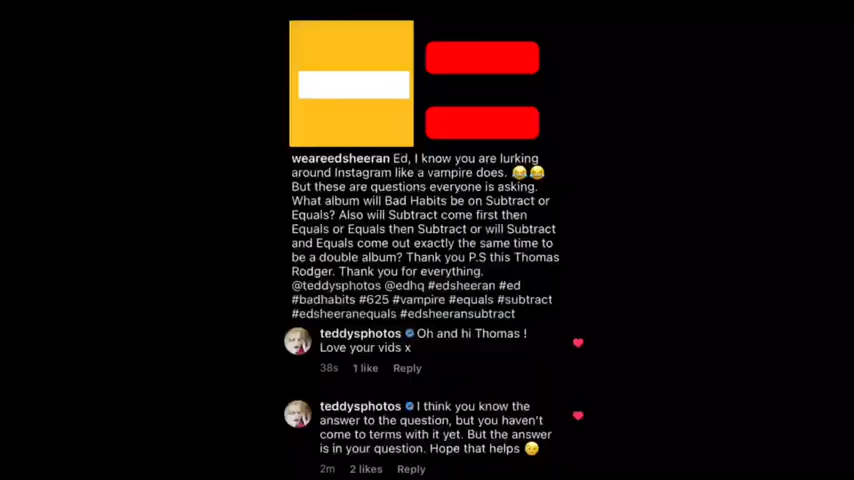 weareedsheeran Ed, I know you are lurking
around Instagram like a vampire does. 😂😂
But these are questions everyone is asking.
What album will Bad Habits be on Subtract or
Equals? Also will Subtract come first then
Equals or Equals then Subtract or will Subtract
and Equals come out exactly the same time to
be a double album? Thank you P.S this Thomas
Rodger. Thank you for everything.
@teddysphotos @edhq #edsheeran #ed
#badhabits #625 #vampire #equals #subtract
#edsheeranequals #edsheeransubtract
teddysphotos Oh and hi Thomas !
Love your vids x
38s 1 like Reply
teddysphotos I think you know the
answer to the question, but you haven't
come to terms with it yet. But the answer
is in your question. Hope that helps 😉
2m 2 likes Reply